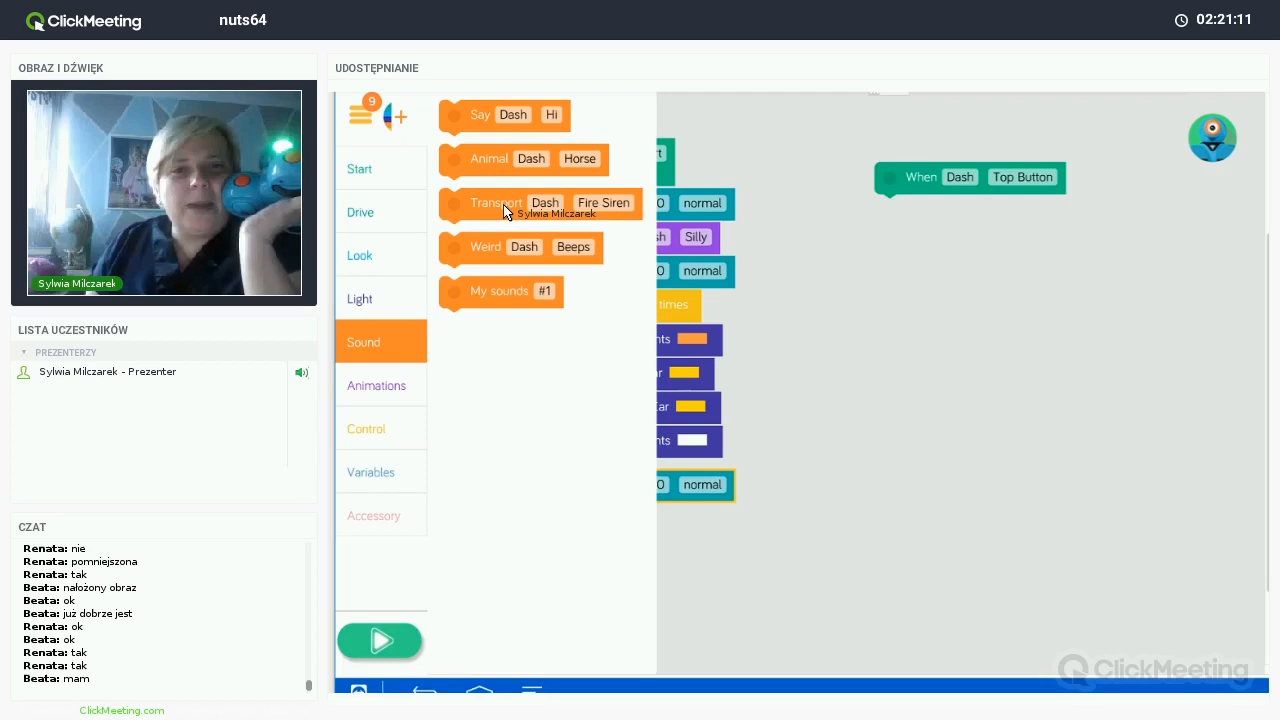 ClickMeeting
nuts64
02:21:11
OBRAZ I DŹWIĘK
Sylwia Milczarek
LISTA UCZESTNIKÓW
PREZENTERZY
Sylwia Milczarek - Prezenter
CZAT
Renata: nie
Renata: pomniejszona
Renata: tak
Beata: nałożony obraz
Beata: ok
Beata: już dobrze jest
Renata: ok
Beata: ok
Renata: tak
Renata: tak
Beata: mam
ClickMeeting.com
UDOSTĘPNIANIE
9
Start
Drive
Look
Light
Sound
Animations
Control
Variables
Accessory
Say Dash Hi
Animal Dash Horse
Transport Dash Fire Siren
Sylwia Milczarek
Weird Dash Beeps
My sounds #1
normal
Silly
normal
times
normal
When Dash Top Button
ClickMeeting